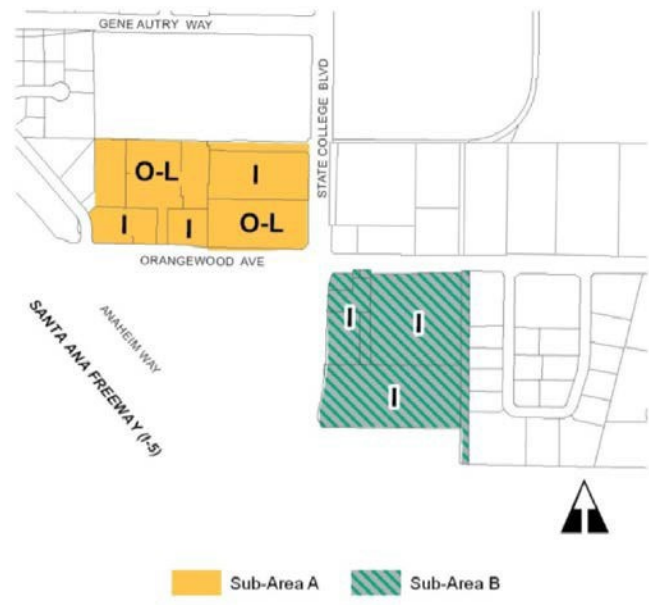 GENE AUTRY WAY
STATE COLLEGE BLVD
O-L
I
I
I
O-L
ORANGEWOOD AVE
ANAHEIM WAY
SANTA ANA FREEWAY (I-5)
I
I
I
Sub-Area A
Sub-Area B